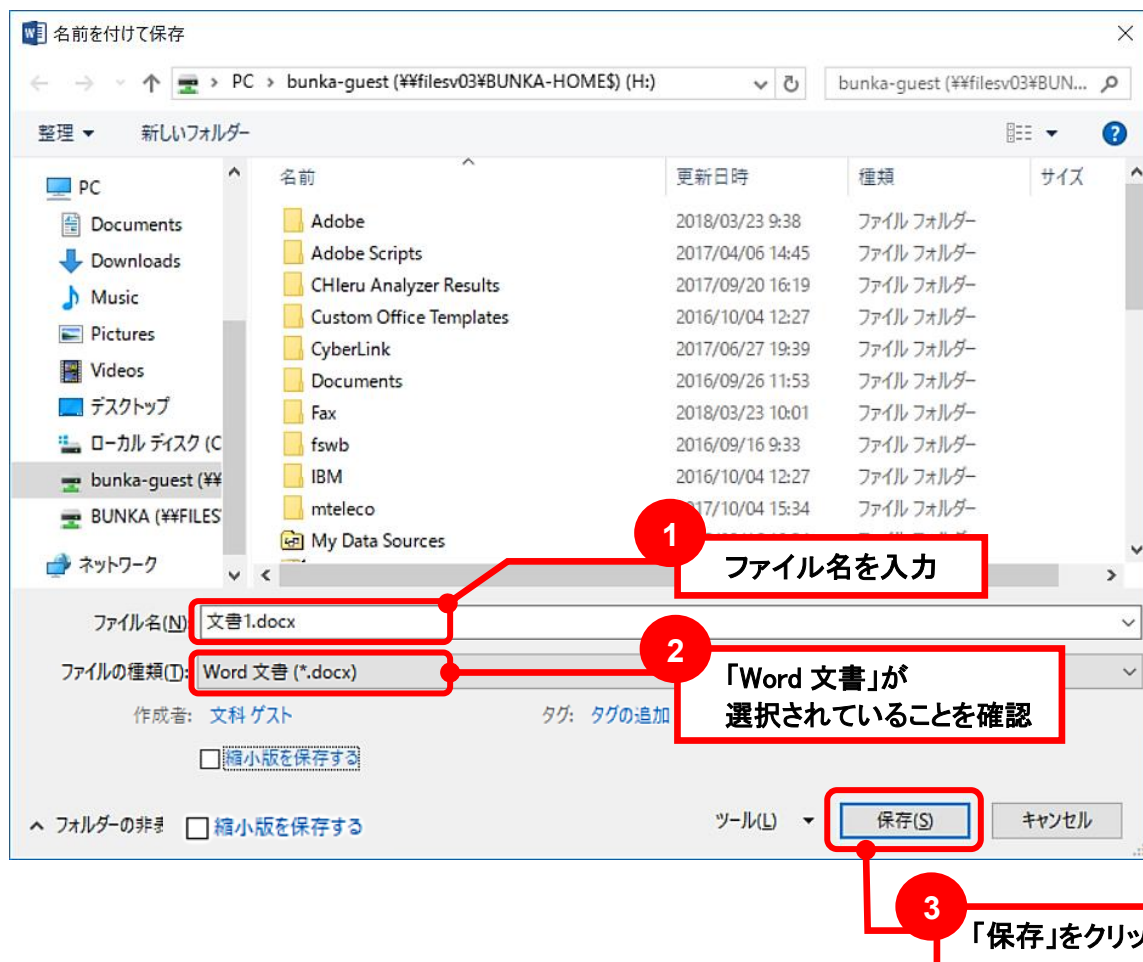 名前を付けて保存
PC > bunka-guest (¥¥filesv03¥BUNKA-HOME$) (H:)
bunka-guest (¥¥filesv03¥BUN...
整理 新しいフォルダー
名前 更新日時 種類 サイズ
PC
Documents
Downloads
Music
Pictures
Videos
デスクトップ
ローカル ディスク (C
bunka-guest (¥¥
BUNKA (¥¥FILES
ネットワーク
Adobe 2018/03/23 9:38 ファイル フォルダー
Adobe Scripts 2017/04/06 14:45 ファイル フォルダー
CHIeru Analyzer Results 2017/09/20 16:19 ファイル フォルダー
Custom Office Templates 2016/10/04 12:27 ファイル フォルダー
CyberLink 2017/06/27 19:39 ファイル フォルダー
Documents 2016/09/26 11:53 ファイル フォルダー
Fax 2018/03/23 10:01 ファイル フォルダー
fswb 2016/09/16 9:33 ファイル フォルダー
IBM 2016/10/04 12:27 ファイル フォルダー
mteleco 017/10/04 15:34 ファイル フォルダー
My Data Sources
1
ファイル名を入力
ファイル名(N): 文書1.docx
ファイルの種類(T): Word 文書 (*.docx)
2
「Word 文書」が
選択されていることを確認
作成者: 文科 ゲスト タグ: タグの追加
縮小版を保存する
フォルダーの非表 縮小版を保存する ツール(L) 保存(S) キャンセル
3
「保存」をクリッ